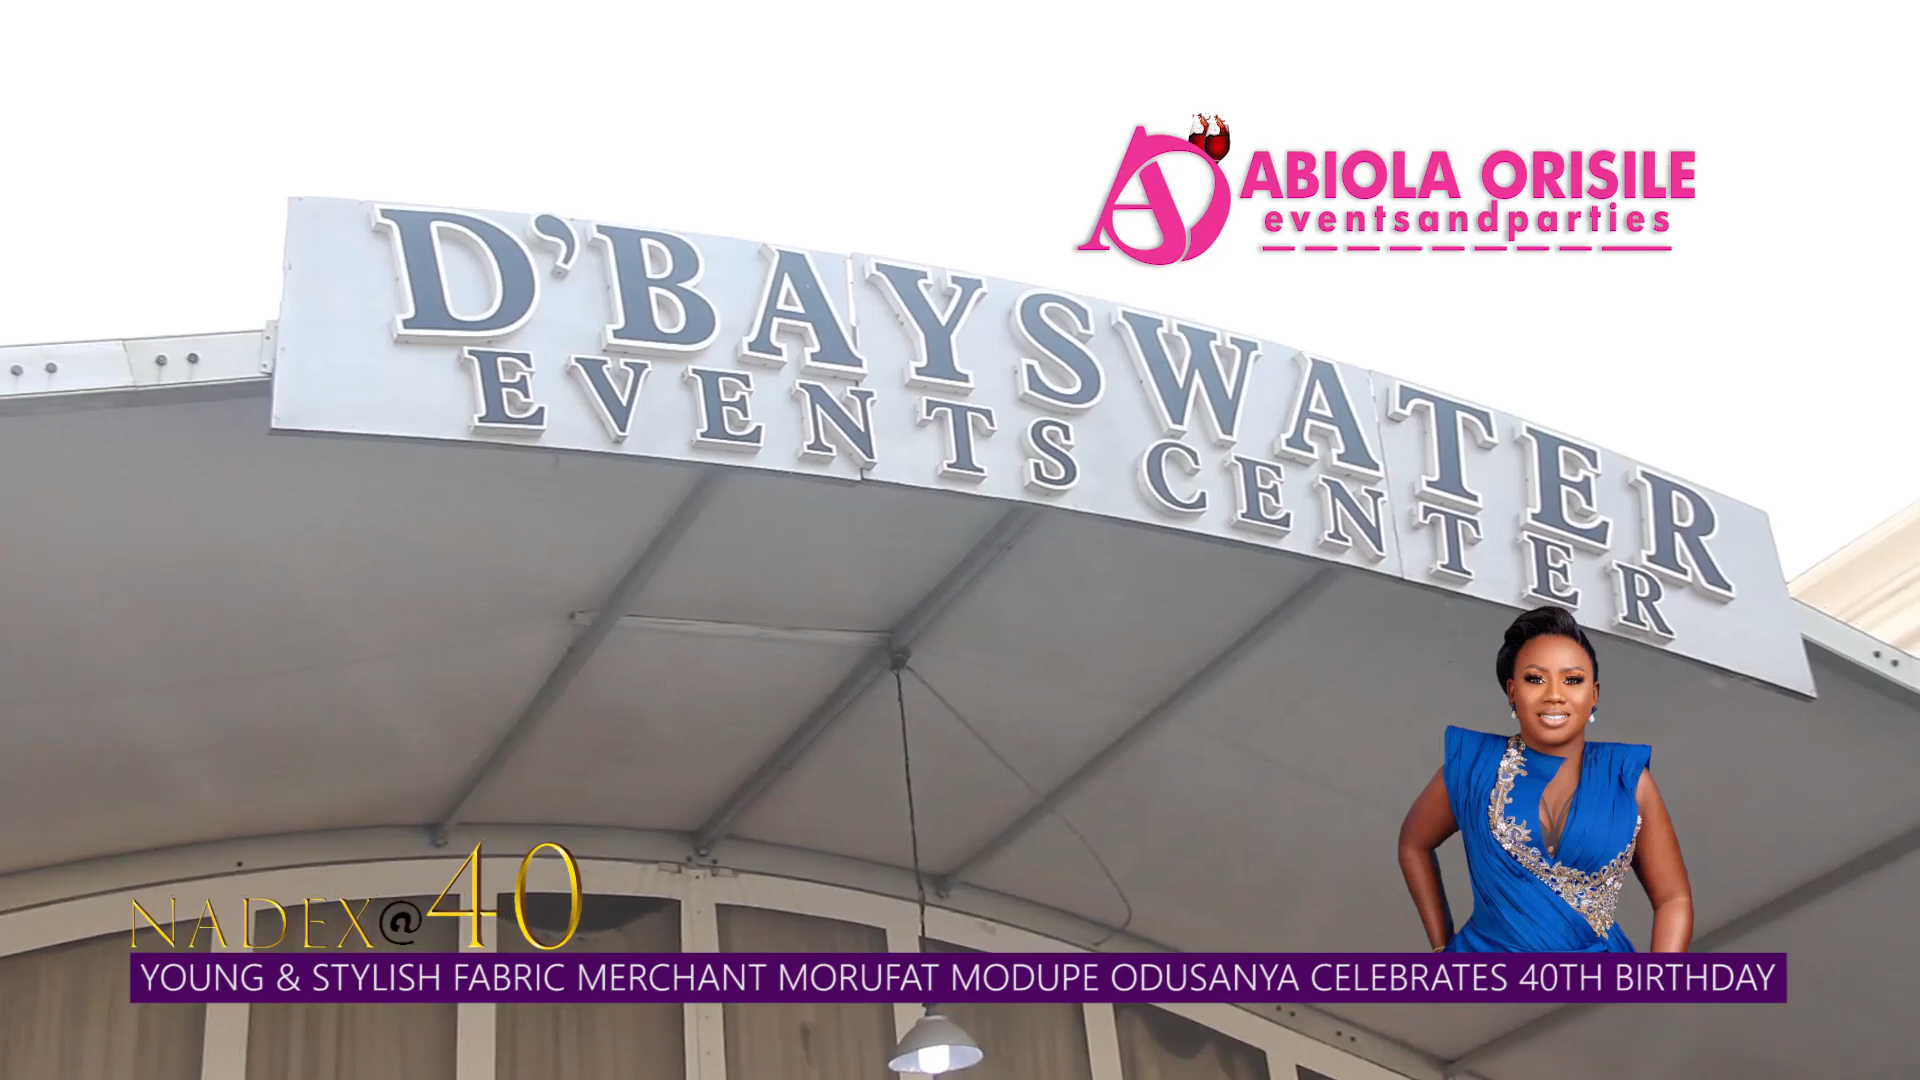 ABIOLA ORISILE
eventsandparties
D'BAYSWATER
EVENTS CENTER
NADEX@40
YOUNG & STYLISH FABRIC MERCHANT MORUFAT MODUPE ODUSANYA CELEBRATES 40TH BIRTHDAY